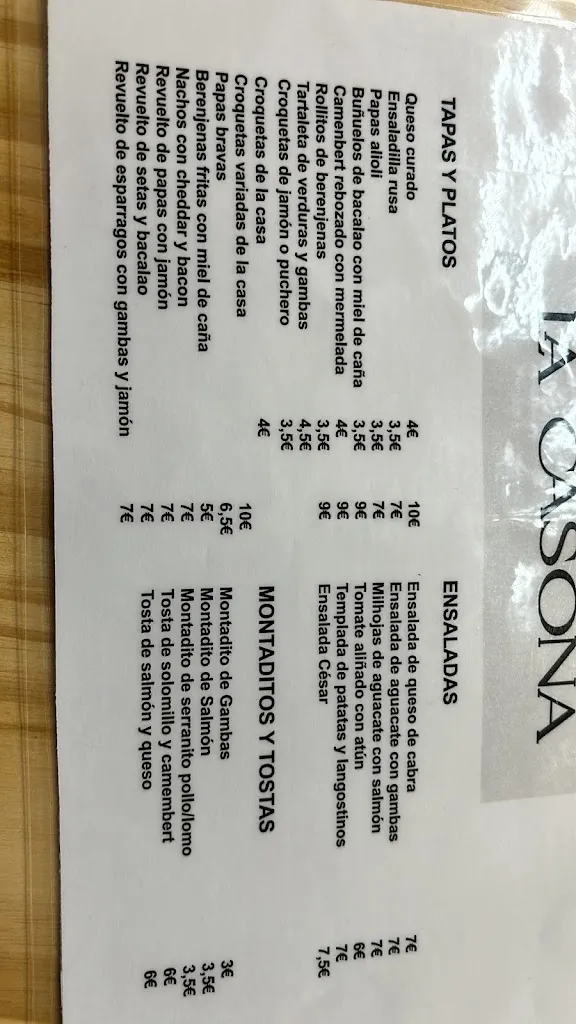 LA CASONA
TAPAS Y PLATOS
Queso curado 4€ 10€
Ensaladilla rusa 3,5€ 7€
Papas alioli 3,5€ 7€
Buñuelos de bacalao con miel de caña 3,5€ 9€
Camenbert rebozado con mermelada 4€ 9€
Rollitos de berenjenas 3,5€ 9€
Tartaleta de verduras y gambas 4,5€
Croquetas de jamón o puchero 3,5€
Croquetas de la casa 4€
Croquetas variadas de la casa 10€
Papas bravas 6,5€
Berenjenas fritas con miel de caña 5€
Nachos con cheddar y bacon 7€
Revuelto de papas con jamón 7€
Revuelto de setas y bacalao 7€
Revuelto de esparragos con gambas y jamón 7€
ENSALADAS
Ensalada de queso de cabra 7€
Ensalada de aguacate con gambas 7€
Milhojas de aguacate con salmón 7€
Tomate aliñado con atún 6€
Templada de patatas y langostinos 7€
Ensalada César 7,5€
MONTADITOS Y TOSTAS
Montadito de Gambas 3€
Montadito de Salmón 3,5€
Montadito de serranito pollo/lomo 3,5€
Tosta de solomillo y camembert 6€
Tosta de salmón y queso 6€